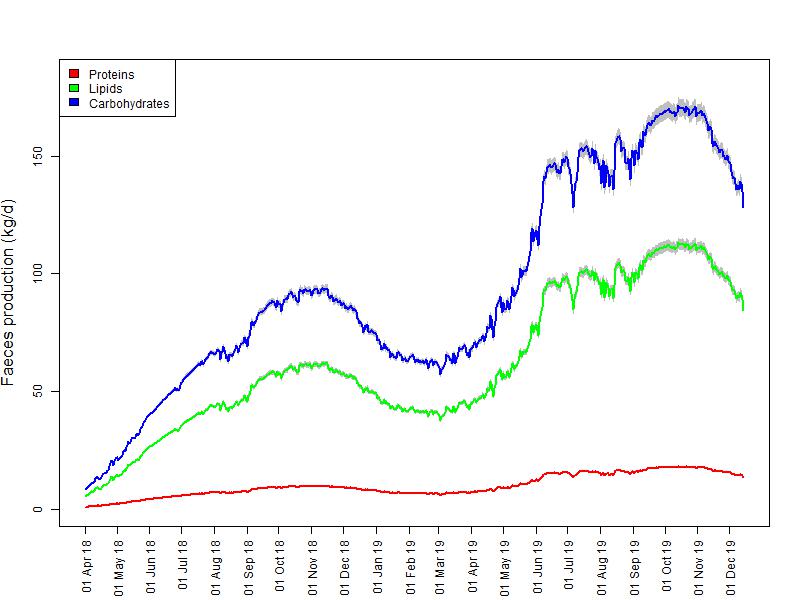 Proteins
Lipids
Carbohydrates
Faeces production (kg/d)
150
100
50
0
01 Apr 18
01 May 18
01 Jun 18
01 Jul 18
01 Aug 18
01 Sep 18
01 Oct 18
01 Nov 18
01 Dec 18
01 Jan 19
01 Feb 19
01 Mar 19
01 Apr 19
01 May 19
01 Jun 19
01 Jul 19
01 Aug 19
01 Sep 19
01 Oct 19
01 Nov 19
01 Dec 19